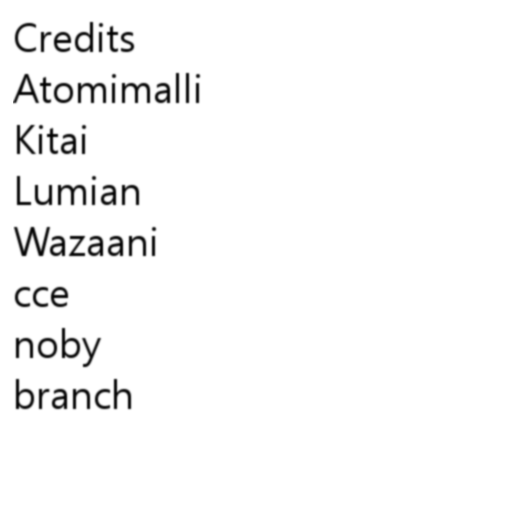 Credits
Atomimalli
Kitai
Lumian
Wazaani
cce
noby
branch